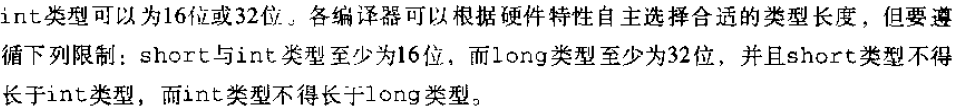 int类型可以为16位或32位。各编译器可以根据硬件特性自主选择合适的类型长度，但要遵
循下列限制：short与int类型至少为16位，而long类型至少为32位，并且short类型不得
长于int类型，而int类型不得长于long类型。